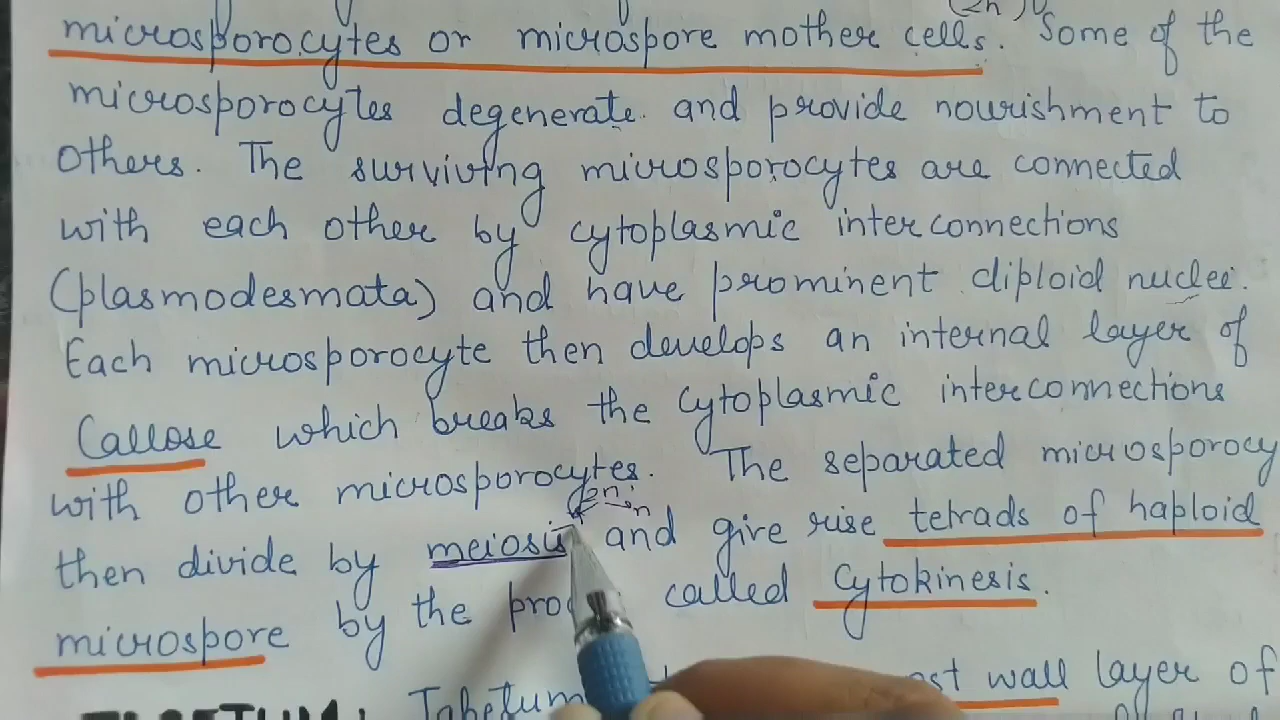 (2n)
microsporocytes or microspore mother cells. Some of the
microsporocytes degenerate and provide nourishment to
others. The surviving microsporocytes are connected
with each other by cytoplasmic interconnections
(plasmodesmata) and have prominent diploid nuclei.
Each microsporocyte then develops an internal layer of
Callose which breaks the cytoplasmic interconnections
with other microsporocytes. The separated microsporocy
2n n
then divide by meiosis and give rise tetrads of haploid
microspore by the called Cytokinesis.
Tapetum wall layer of